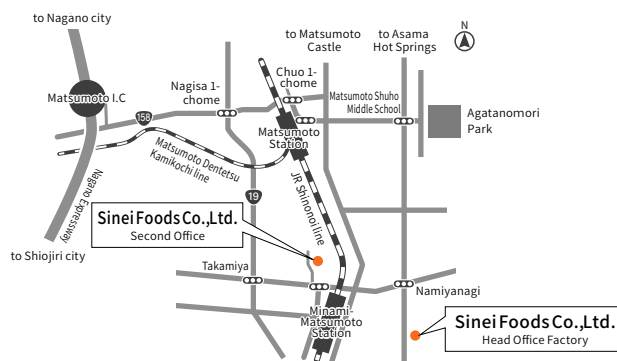 to Nagano city
to Matsumoto
Castle
to Asama
Hot Springs
N
Matsumoto I.C
Nagisa 1-
chome
Chuo 1-
chome
Matsumoto Shuho
Middle School
Agatanomori
Park
158
Matsumoto
Station
Matsumoto Dentetsu
Kamikochi line
Nagano Expressway
JR Shinonoi line
19
Sinei Foods Co.,Ltd.
Second Office
to Shiojiri city
Takamiya
Namiyanagi
Minami-
Matsumoto
Station
Sinei Foods Co.,Ltd.
Head Office Factory